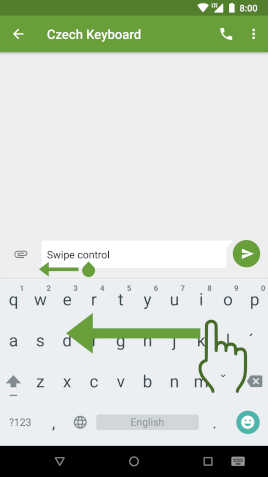 8:00
Czech Keyboard
Swipe control
1 2 3 4 5 6 7 8 9 0
q w e r t y u i o p
a s d f g h j k l ´
z x c v b n m ˇ
?123 , English .